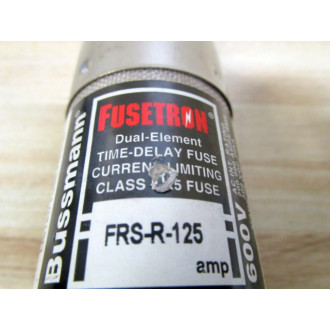 Bussmann
FUSETRON
Dual-Element
TIME-DELAY FUSE
CURRENT LIMITING
CLASS FUSE
FRS-R-125
amp
600V